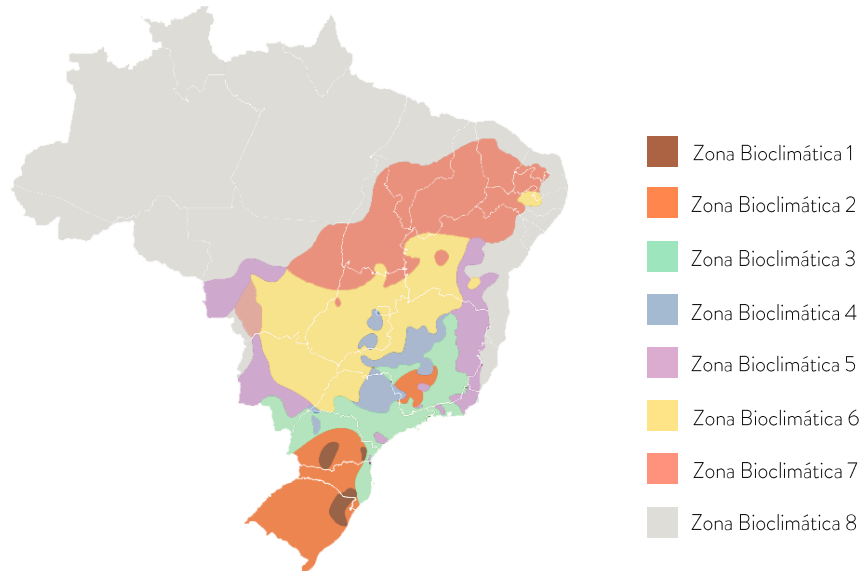 Zona Bioclimática 1
Zona Bioclimática 2
Zona Bioclimática 3
Zona Bioclimática 4
Zona Bioclimática 5
Zona Bioclimática 6
Zona Bioclimática 7
Zona Bioclimática 8